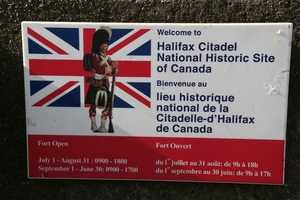 Welcome to
Halifax Citadel
National Historic Site
of Canada
Bienvenue au
lieu historique
national de la
Citadelle-d'Halifax
de Canada
Fort Open
July 1 - August 31 : 0900 - 1800
September 1 - June 30 : 0900 - 1700
Fort Ouvert
du 1er juillet au 31 août: de 9h à 18h
du 1er septembre au 30 juin: de 9h à 17h